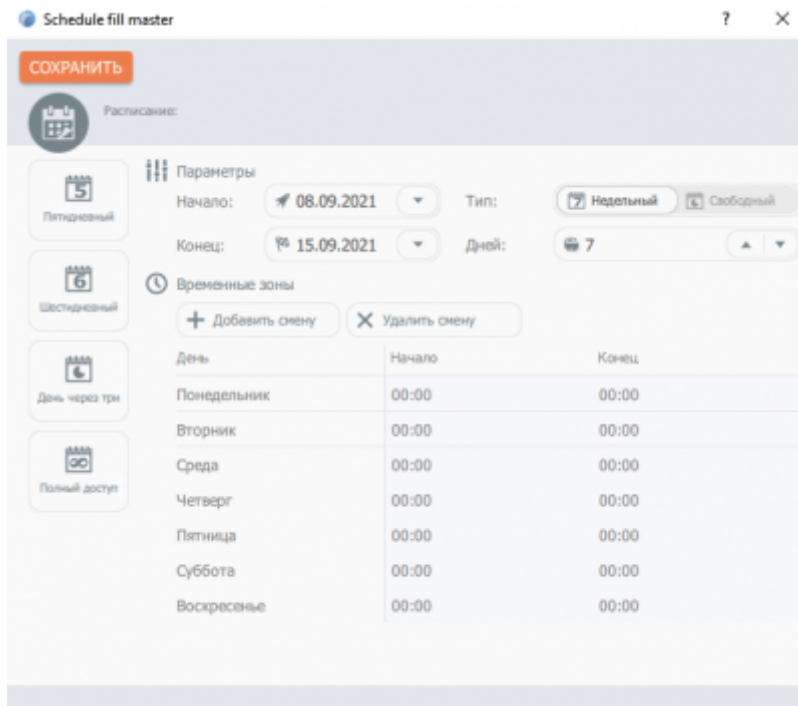 Schedule fill master ?
СОХРАНИТЬ
Расписание:
5
Пятидневный
6
Шестидневный
День через три
Полный доступ
Параметры
Начало: 08.09.2021 Тип: 7 Недельный Свободный
Конец: 15.09.2021 Дней: 7
Временные зоны
Добавить смену Удалить смену
День Начало Конец
Понедельник 00:00 00:00
Вторник 00:00 00:00
Среда 00:00 00:00
Четверг 00:00 00:00
Пятница 00:00 00:00
Суббота 00:00 00:00
Воскресенье 00:00 00:00